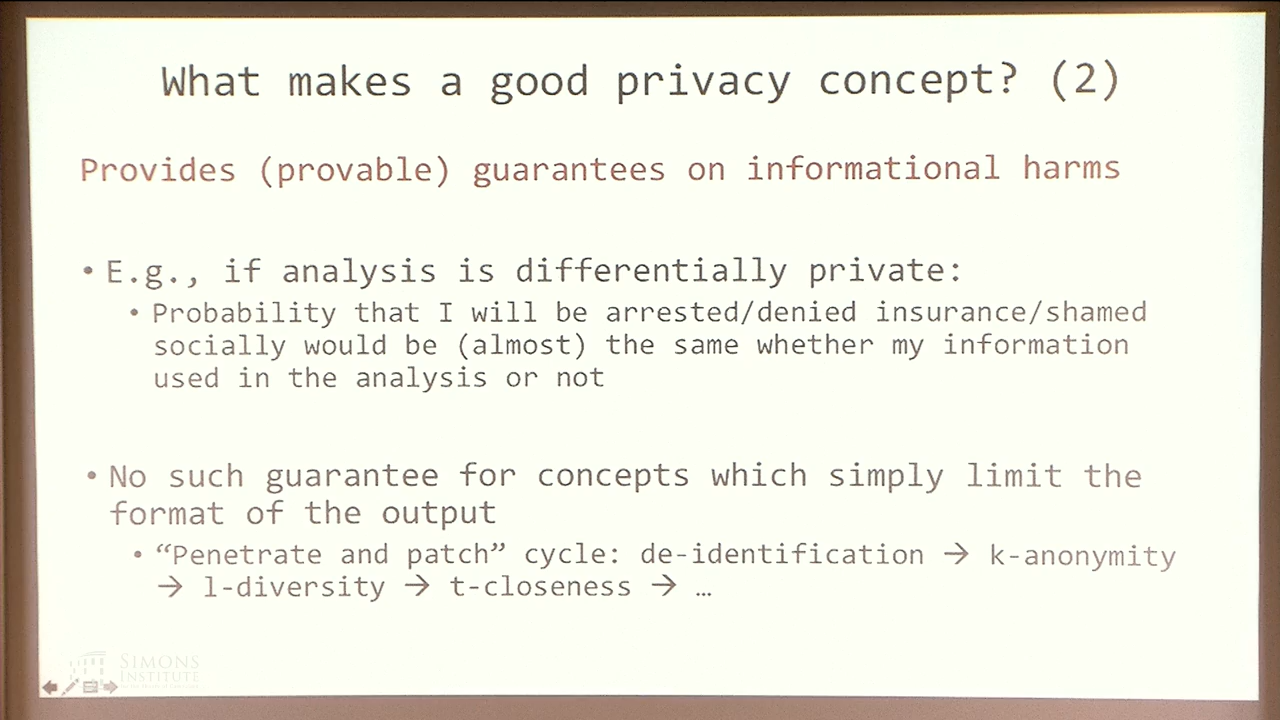 What makes a good privacy concept? (2)
Provides (provable) guarantees on informational harms
• E.g., if analysis is differentially private:
• Probability that I will be arrested/denied insurance/shamed
socially would be (almost) the same whether my information
used in the analysis or not
• No such guarantee for concepts which simply limit the
format of the output
• “Penetrate and patch” cycle: de-identification → k-anonymity
→ l-diversity → t-closeness → …
SIMONS
INSTITUTE